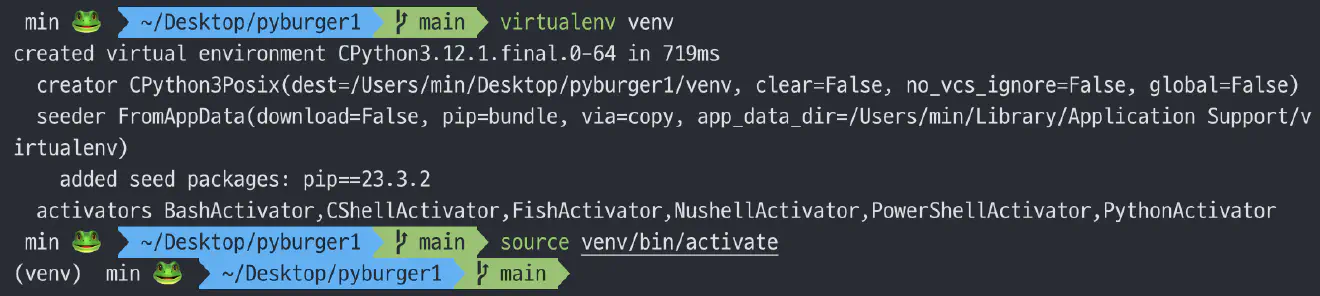 min 🐸 ~/Desktop/pyburger1 main virtualenv venv
created virtual environment CPython3.12.1.final.0-64 in 719ms
  creator CPython3Posix(dest=/Users/min/Desktop/pyburger1/venv, clear=False, no_vcs_ignore=False, global=False)
  seeder FromAppData(download=False, pip=bundle, via=copy, app_data_dir=/Users/min/Library/Application Support/v
irtualenv)
    added seed packages: pip==23.3.2
  activators BashActivator,CShellActivator,FishActivator,NushellActivator,PowerShellActivator,PythonActivator
min 🐸 ~/Desktop/pyburger1 main source venv/bin/activate
(venv) min 🐸 ~/Desktop/pyburger1 main